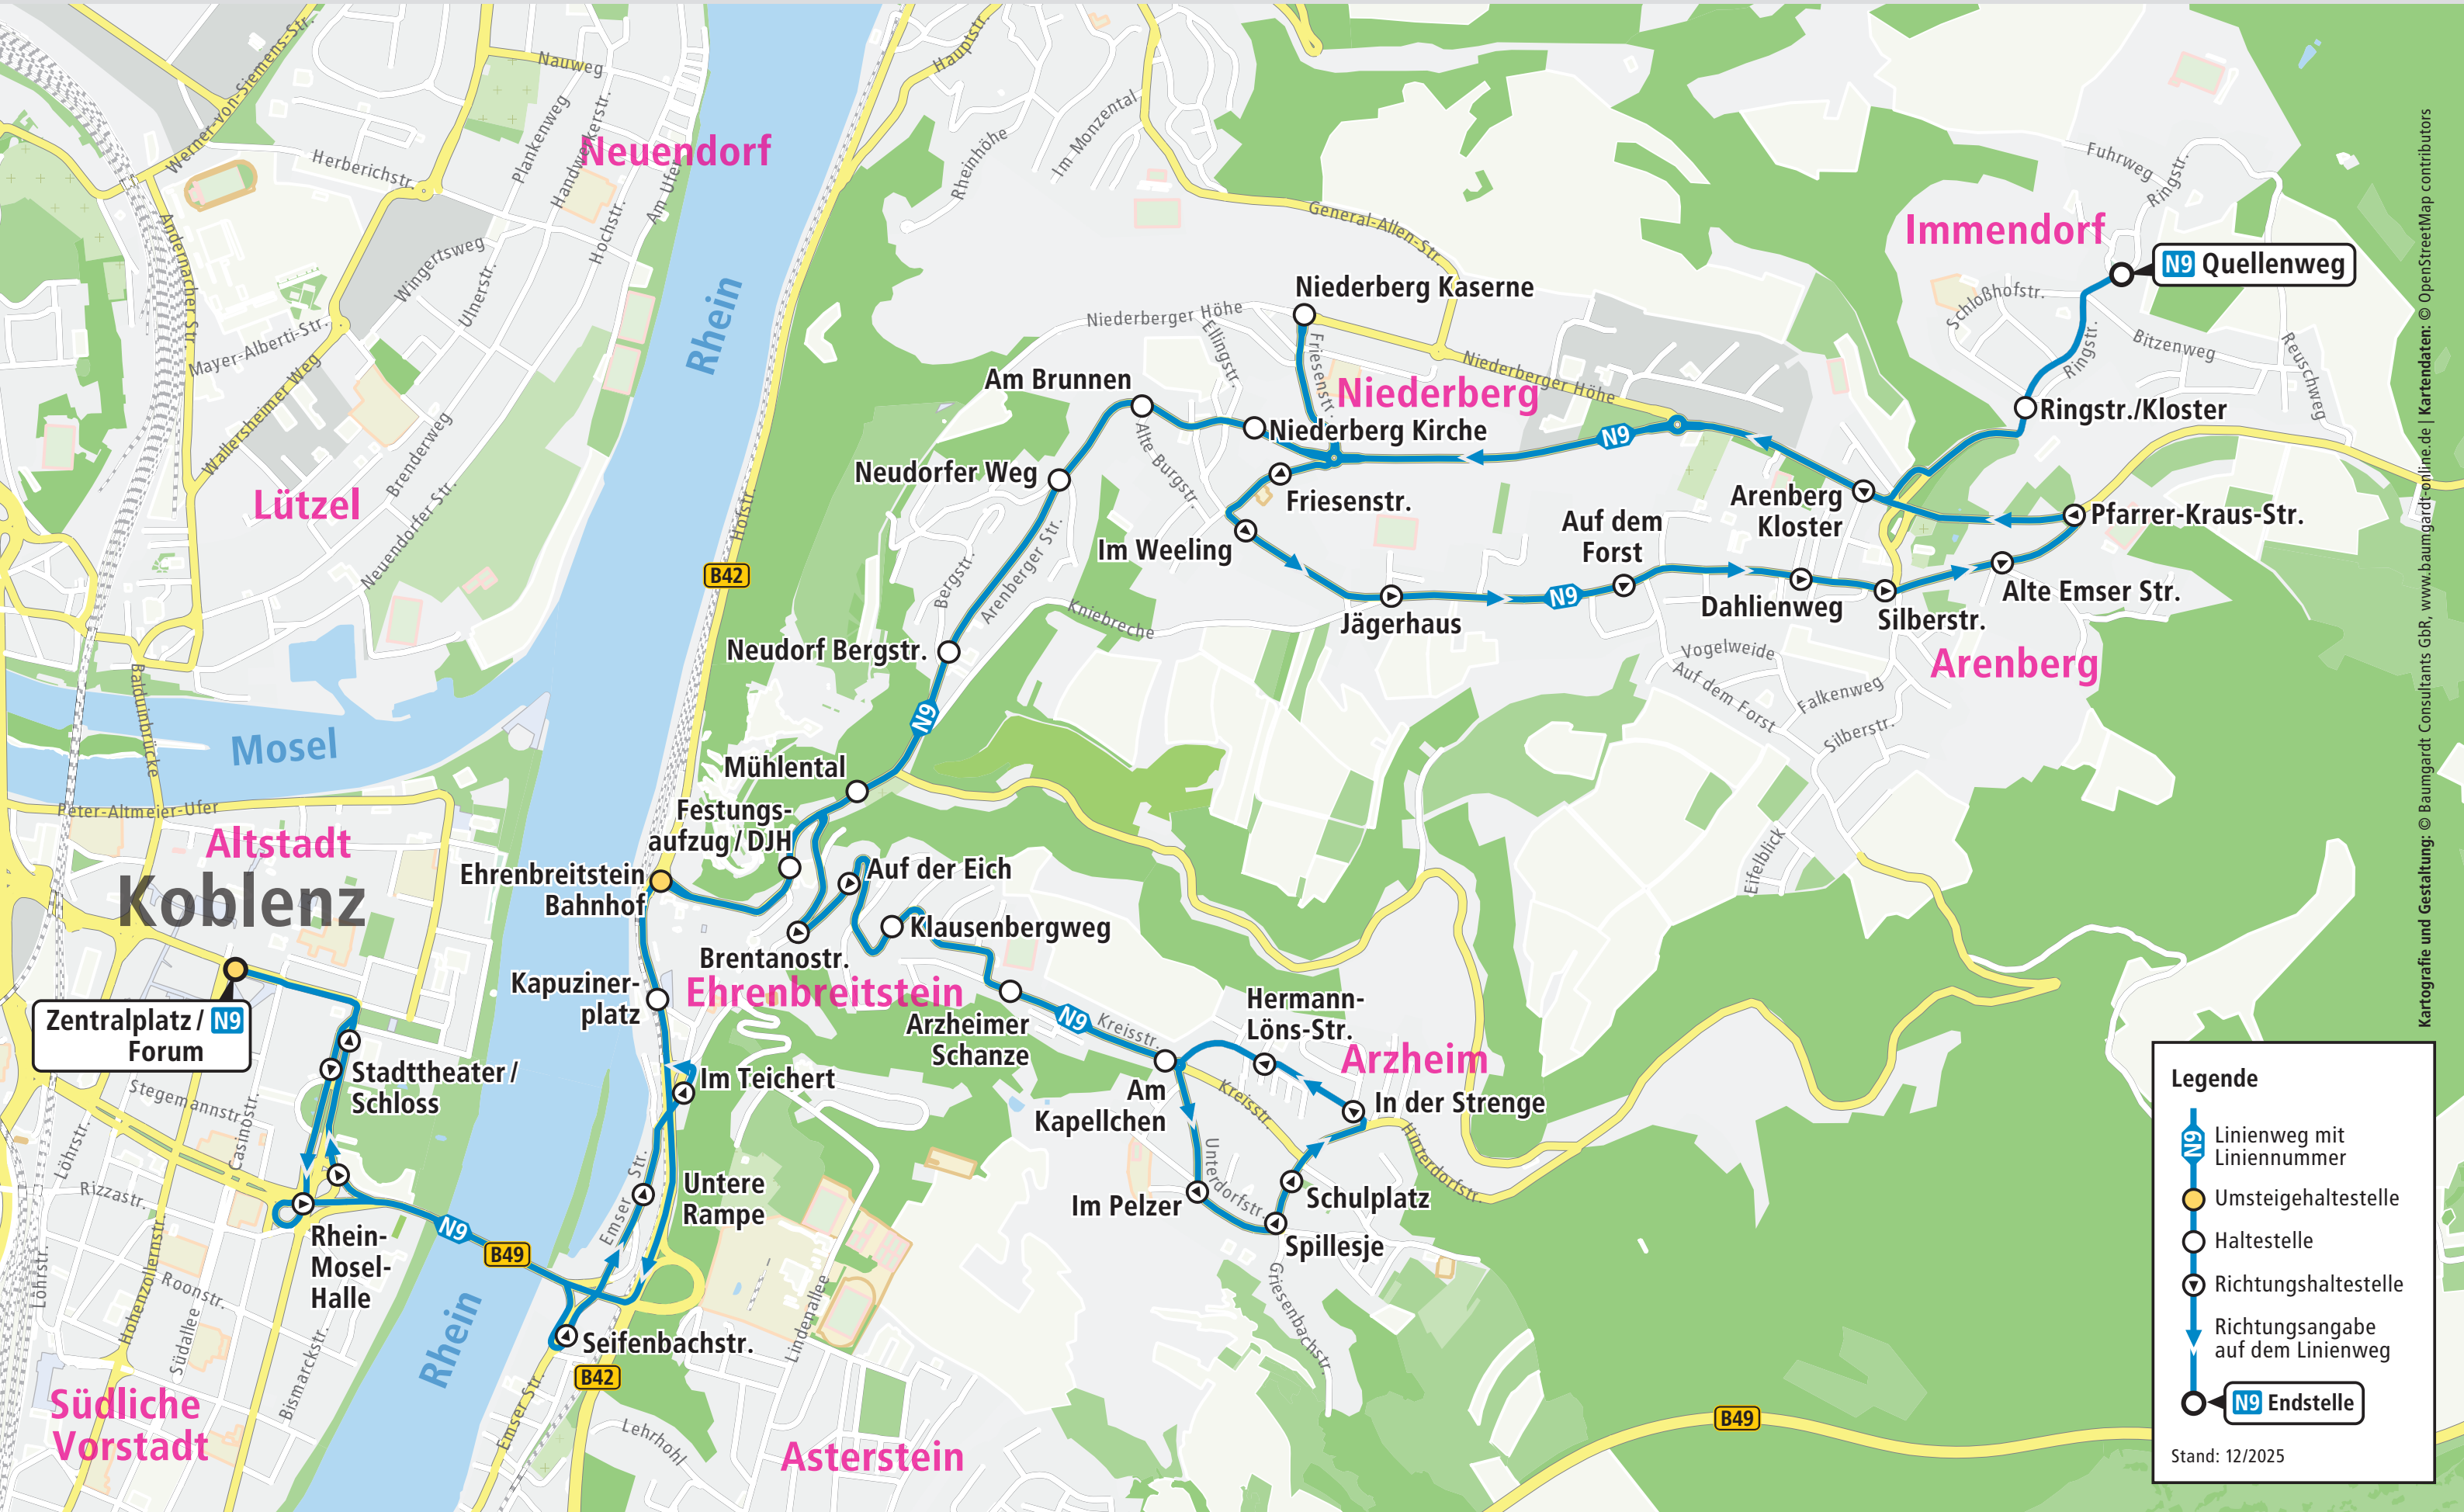 Werner-von-Siemens-Str.
Nauweg
Hauptstr.
Plankenweg
Handwerkerstr.
Neuendorf
Herberichstr.
Am Ufer
Hochstr.
Rheinhöhe
Im Monzental
General-Allen-Str.
Fuhrweg
Ringstr.
Immendorf
N9 Quellenweg
Andernacher Str.
Wingertsweg
Ulnerstr.
Mayer-Alberti-Str.
Wallersheimer Weg
Rhein
Niederberg Kaserne
Niederberger Höhe
Ellingstr.
Friesenstr.
Niederberger Höhe
Niederberg
Schloßhofstr.
Ringstr.
Bitzenweg
Reuschweg
Am Brunnen
Niederberg Kirche
N9
Ringstr./Kloster
Brenderweg
Lützel
Neuendorfer Str.
Neudorfer Weg
Alte Burgstr.
Friesenstr.
Im Weeling
Auf dem
Forst
Arenberg
Kloster
Pfarrer-Kraus-Str.
Hofstr.
B42
Bergstr.
Arenberger Str.
Kniebreche
Jägerhaus
N9
Dahlienweg
Silberstr.
Alte Emser Str.
Arenberg
Vogelweide
Auf dem Forst
Falkenweg
Silberstr.
Eifelblick
Neudorf Bergstr.
N9
Balduinbrücke
Mosel
Peter-Altmeier-Ufer
Altstadt
Koblenz
Mühlental
Festungs-
aufzug / DJH
Ehrenbreitstein
Bahnhof
Auf der Eich
Klausenbergweg
Brentanostr.
Ehrenbreitstein
Kapuziner-
platz
Zentralplatz / N9
Forum
Stadttheater /
Schloss
Stegemannstr.
Casinostr.
Löhrstr.
Rizzastr.
Löhrstr.
Hohenzollernstr.
Roonstr.
Südallee
Bismarckstr.
Südliche
Vorstadt
Rhein-
Mosel-
Halle
N9
B49
Rhein
Im Teichert
Untere
Rampe
Emser Str.
Seifenbachstr.
B42
Emser Str.
Lehrhohl
Lindenallee
Asterstein
Arzheimer
Schanze
N9
Kreisstr.
Hermann-
Löns-Str.
Arzheim
Am
Kapellchen
Kreisstr.
In der Strenge
Hinterdorfstr.
Unterdorfstr.
Im Pelzer
Schulplatz
Spillesje
Griesenbachstr.
B49
Legende
N9
Linienweg mit
Liniennummer
Umsteigehaltestelle
Haltestelle
Richtungshaltestelle
Richtungsangabe
auf dem Linienweg
N9 Endstelle
Stand: 12/2025
Kartografie und Gestaltung: © Baumgardt Consultants GbR, www.baumgardt-online.de | Kartendaten: © OpenStreetMap contributors